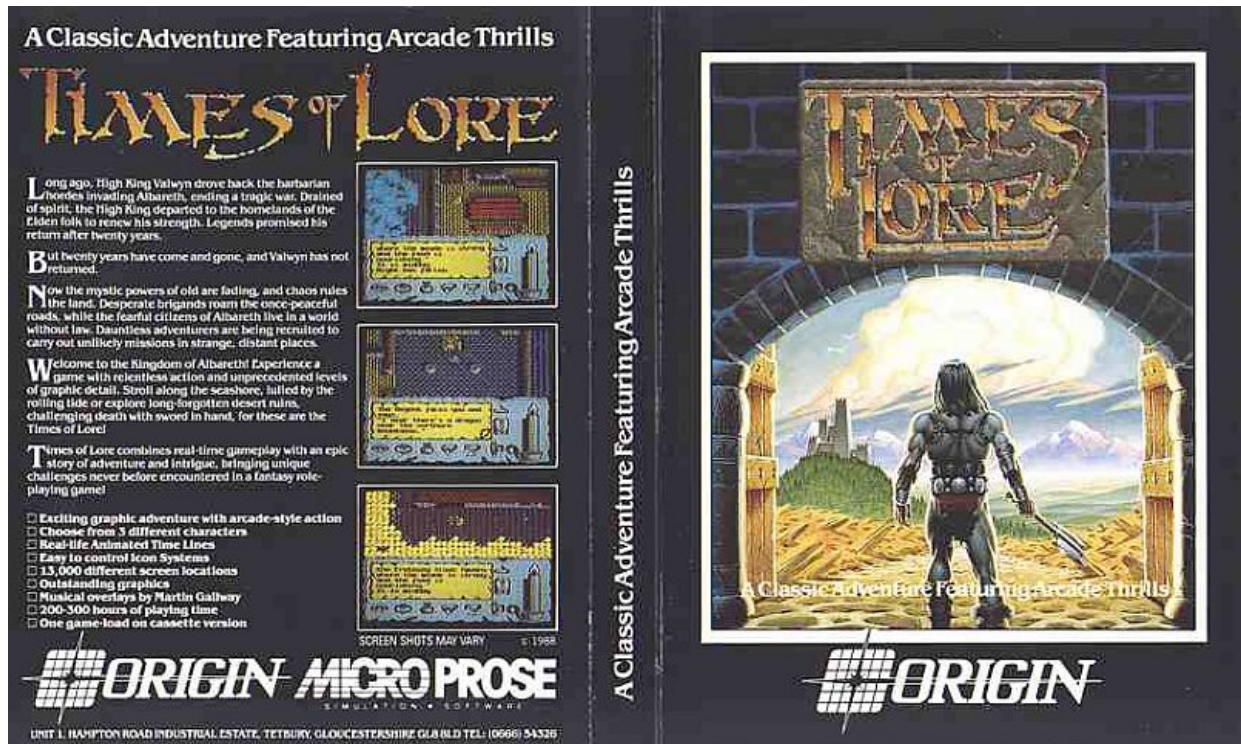 A Classic Adventure Featuring Arcade Thrills
TIMES OF LORE
Long ago, High King Valwyn drove back the barbarian
hordes invading Albareth, ending a tragic war. Drained
of spirit, the High King departed to the homelands of the
Elden folk to renew his strength. Legends promised his
return after twenty years.
But twenty years have come and gone, and Valwyn has not
returned.
Now the mystic powers of old are fading, and chaos rules
the land. Desperate brigands roam the once-peaceful
roads, while the fearful citizens of Albareth live in a world
without law. Dauntless adventurers are being recruited to
carry out unlikely missions in strange, distant places.
Welcome to the Kingdom of Albareth! Experience a
game with relentless action and unprecedented levels
of graphic detail. Stroll along the seashore, lulled by the
rolling tide or explore long-forgotten desert ruins,
challenging death with sword in hand, for these are the
Times of Lore!
Times of Lore combines real-time gameplay with an epic
story of adventure and intrigue, bringing unique
challenges never before encountered in a fantasy role-
playing game!
Exciting graphic adventure with arcade-style action
Choose from 3 different characters
Real-life Animated Time Lines
Easy to control Icon Systems
13,000 different screen locations
Outstanding graphics
Musical overlays by Martin Gallway
200-300 hours of playing time
One game-load on cassette version
SCREEN SHOTS MAY VARY © 1988
ORIGIN MICRO PROSE
SIMULATION • SOFTWARE
UNIT 1, HAMPTON ROAD INDUSTRIAL ESTATE, TETBURY, GLOUCESTERSHIRE GL8 8LD TEL: (0666) 54326
A Classic Adventure Featuring Arcade Thrills
TIMES
OF
LORE
A Classic Adventure Featuring Arcade Thrills
ORIGIN